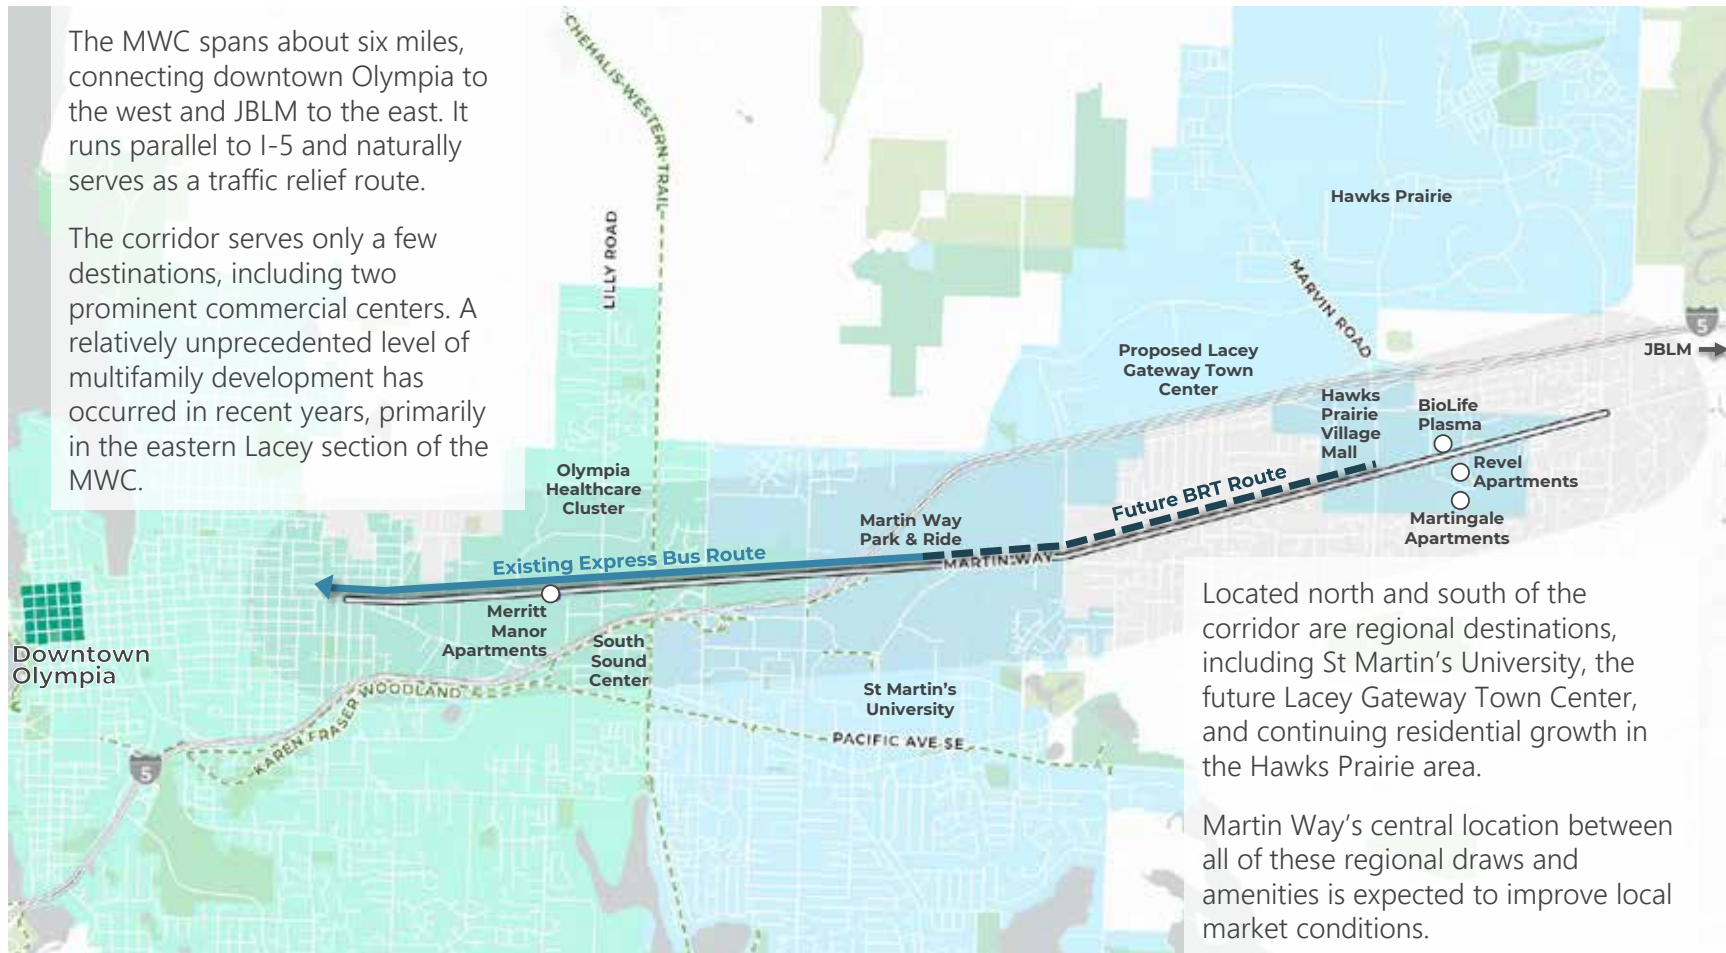 The MWC spans about six miles,
connecting downtown Olympia to
the west and JBLM to the east. It
runs parallel to I-5 and naturally
serves as a traffic relief route.
The corridor serves only a few
destinations, including two
prominent commercial centers. A
relatively unprecedented level of
multifamily development has
occurred in recent years, primarily
in the eastern Lacey section of the
MWC.
CHEHALIS-WESTERN-TRAIL
LILLY ROAD
Hawks Prairie
MARVIN ROAD
5
JBLM
Proposed Lacey
Gateway Town
Center
Hawks
Prairie
Village
Mall
BioLife
Plasma
Revel
Apartments
Martingale
Apartments
Olympia
Healthcare
Cluster
Martin Way
Park & Ride
Future BRT Route
Existing Express Bus Route
MARTIN WAY
Merritt
Manor
Apartments
South
Sound
Center
Downtown
Olympia
KAREN FRASER
WOODLAND
5
St Martin's
University
PACIFIC AVE SE
Located north and south of the
corridor are regional destinations,
including St Martin's University, the
future Lacey Gateway Town Center,
and continuing residential growth in
the Hawks Prairie area.
Martin Way's central location between
all of these regional draws and
amenities is expected to improve local
market conditions.